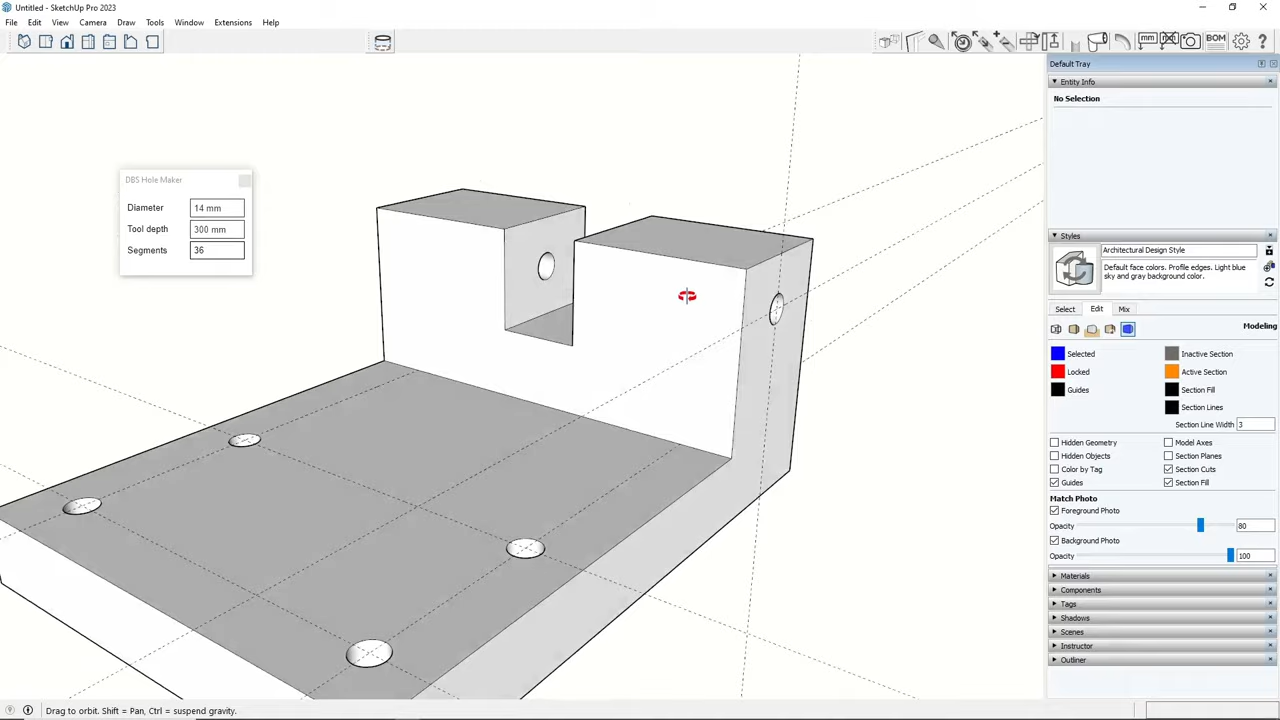 Untitled - SketchUp Pro 2023
File Edit View Camera Draw Tools Window Extensions Help
mm BOM ?
Default Tray
Entity Info
No Selection
DBS Hole Maker
Diameter 14 mm
Tool depth 300 mm
Segments 36
Styles
Architectural Design Style
Default face colors. Profile edges. Light blue
sky and gray background color.
Select Edit Mix
Modeling
Selected Inactive Section
Locked Active Section
Guides Section Fill
Section Lines
Section Line Width 3
Hidden Geometry Model Axes
Hidden Objects Section Planes
Color by Tag Section Cuts
Guides Section Fill
Match Photo
Foreground Photo
Opacity 80
Background Photo
Opacity 100
Materials
Components
Tags
Shadows
Scenes
Instructor
Outliner
Drag to orbit. Shift = Pan, Ctrl = suspend gravity.